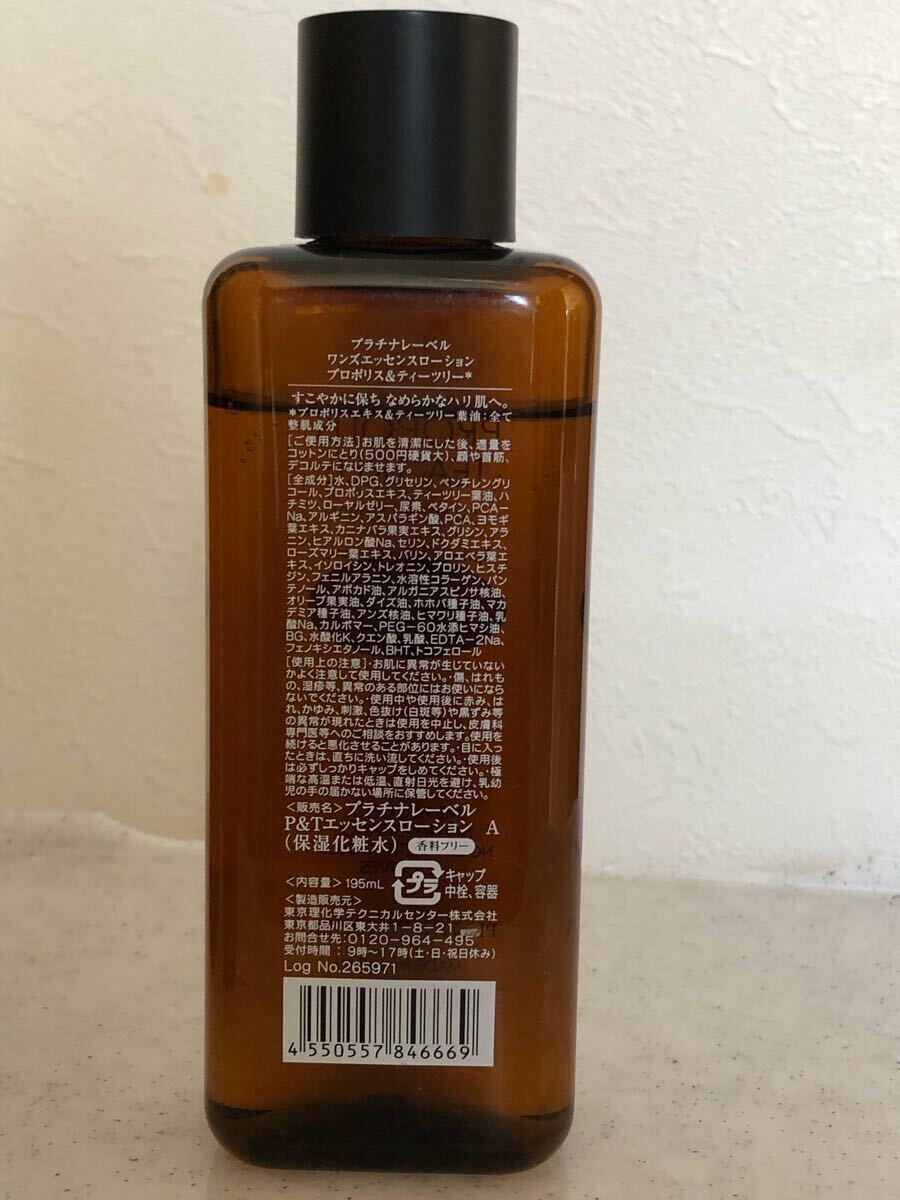 プラチナレーベル
ワンズエッセンスローション
プロポリス&ティーツリー*
すこやかに保ち なめらかなハリ肌へ。
*プロポリスエキス&ティーツリー葉油:全て
整肌成分
[ご使用方法]お肌を清潔にした後、適量を
コットンにとり(500円硬貨大)、顔や首筋、
デコルテになじませます。
[全成分]水、DPG、グリセリン、ペンチレングリ
コール、プロポリスエキス、ティーツリー葉油、ハ
チミツ、ローヤルゼリー、尿素、ベタイン、PCA-
Na、アルギニン、アスパラギン酸、PCA、ヨモギ
葉エキス、カニナバラ果実エキス、グリシン、アラ
ニン、ヒアルロン酸Na、セリン、ドクダミエキス、
ローズマリー葉エキス、バリン、アロエベラ葉エ
キス、イソロイシン、トレオニン、プロリン、ヒスチ
ジン、フェニルアラニン、水溶性コラーゲン、パン
テノール、アボカド油、アルガニアスピノサ核油、
オリーブ果実油、ダイズ油、ホホバ種子油、マカ
デミア種子油、アンズ核油、ヒマワリ種子油、乳
酸Na、カルボマー、PEG-60水添ヒマシ油、
BG、水酸化K、クエン酸、乳酸、EDTA-2Na、
フェノキシエタノール、BHT、トコフェロール
[使用上の注意]・お肌に異常が生じていない
かよく注意して使用してください。・傷、はれも
の、湿疹等、異常のある部位にはお使いになら
ないでください。・使用中や使用後に赤み、は
れ、かゆみ、刺激、色抜け(白斑等)や黒ずみ等
の異常が現れたときは使用を中止し、皮膚科
専門医等へのご相談をおすすめします。使用を
続けると悪化させることがあります。・目に入っ
たときは、直ちに洗い流してください。・使用後
は必ずしっかりキャップをしめてください。・極
端な高温または低温、直射日光を避け、乳幼
児の手の届かない場所に保管してください。
〈販売名〉プラチナレーベル
P&Tエッセンスローション A
(保湿化粧水) 香料フリー
〈内容量〉195mL
プラ
キャップ
中栓、容器
〈製造販売元〉
東京理化学テクニカルセンター株式会社
東京都品川区東大井1-8-21
お問合せ先:0120-964-495
受付時間:9時〜17時(土・日・祝日休み)
Log No.265971
4 550557 846669